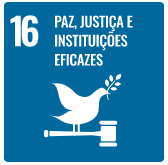 16 PAZ, JUSTIÇA E
INSTITUIÇÕES
EFICAZES